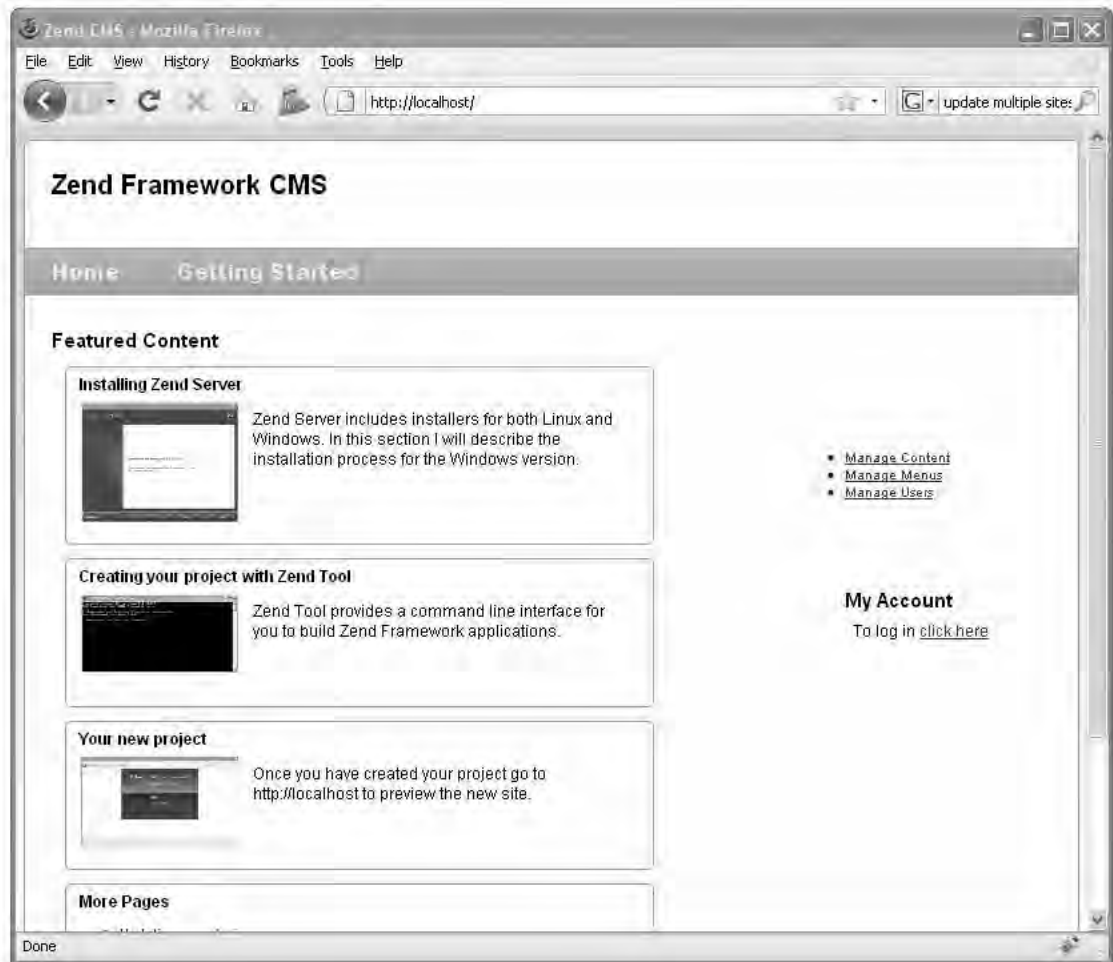 Zend CMS - Mozilla Firefox
File Edit View History Bookmarks Tools Help
http://localhost/
G
update multiple sites
Zend Framework CMS
Home Getting Started
Featured Content
Installing Zend Server
Zend Server includes installers for both Linux and
Windows. In this section I will describe the
installation process for the Windows version.
Creating your project with Zend Tool
Zend Tool provides a command line interface for
you to build Zend Framework applications.
Your new project
Once you have created your project go to
http://localhost to preview the new site.
More Pages
Manage Content
Manage Menus
Manage Users
My Account
To log in click here
Done